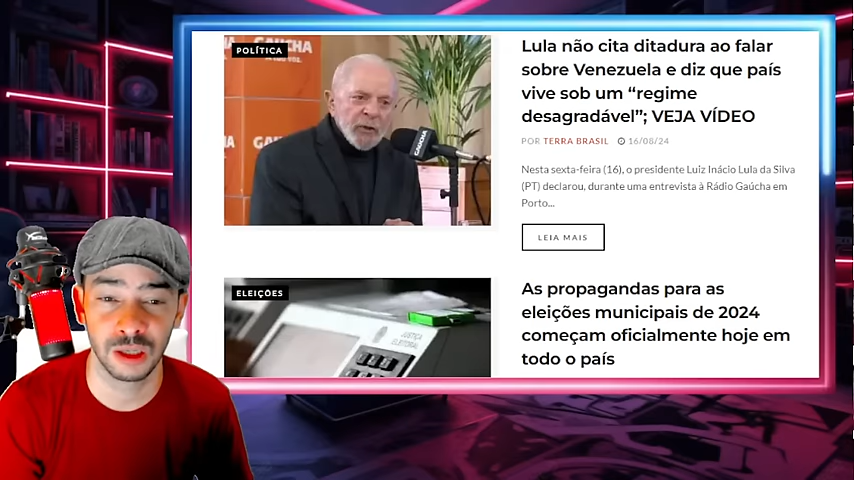 POLÍTICA
GAÚCHA
Lula não cita ditadura ao falar
sobre Venezuela e diz que país
vive sob um “regime
desagradável”; VEJA VÍDEO
POR TERRA BRASIL 16/08/24
Nesta sexta-feira (16), o presidente Luiz Inácio Lula da Silva
(PT) declarou, durante uma entrevista à Rádio Gaúcha em
Porto...
LEIA MAIS
ELEIÇÕES
JUSTIÇA
ELEITORAL
As propagandas para as
eleições municipais de 2024
começam oficialmente hoje em
todo o país